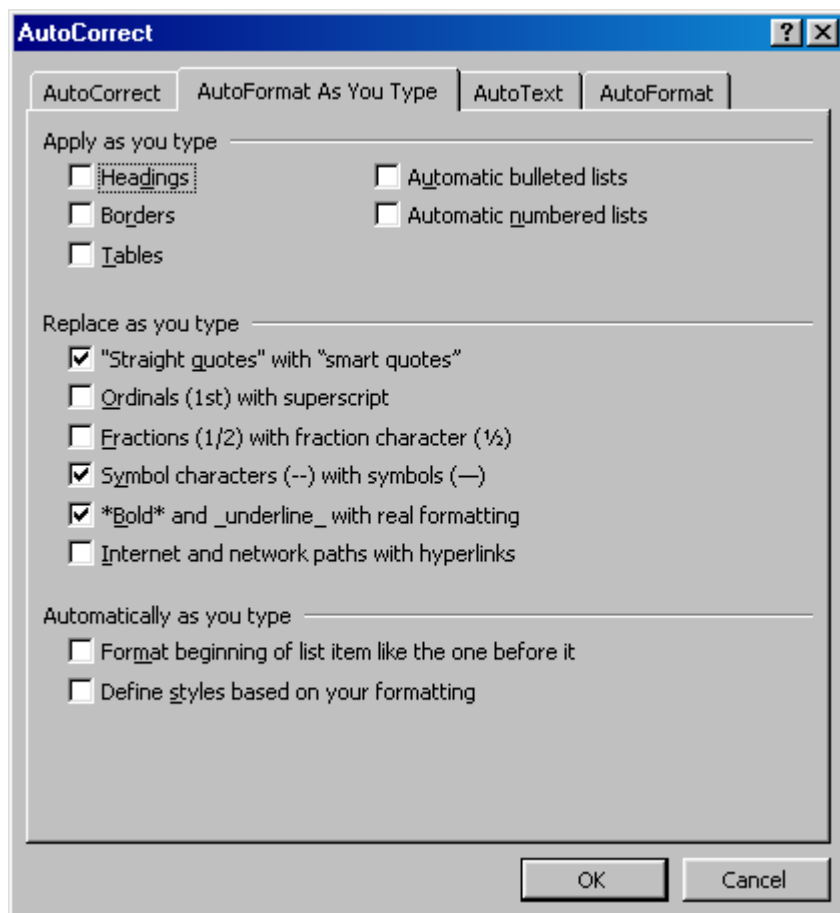 AutoCorrect
AutoCorrect AutoFormat As You Type AutoText AutoFormat
Apply as you type
Headings Automatic bulleted lists
Borders Automatic numbered lists
Tables
Replace as you type
"Straight quotes" with “smart quotes”
Ordinals (1st) with superscript
Fractions (1/2) with fraction character (½)
Symbol characters (--) with symbols (—)
*Bold* and _underline_ with real formatting
Internet and network paths with hyperlinks
Automatically as you type
Format beginning of list item like the one before it
Define styles based on your formatting
OK Cancel